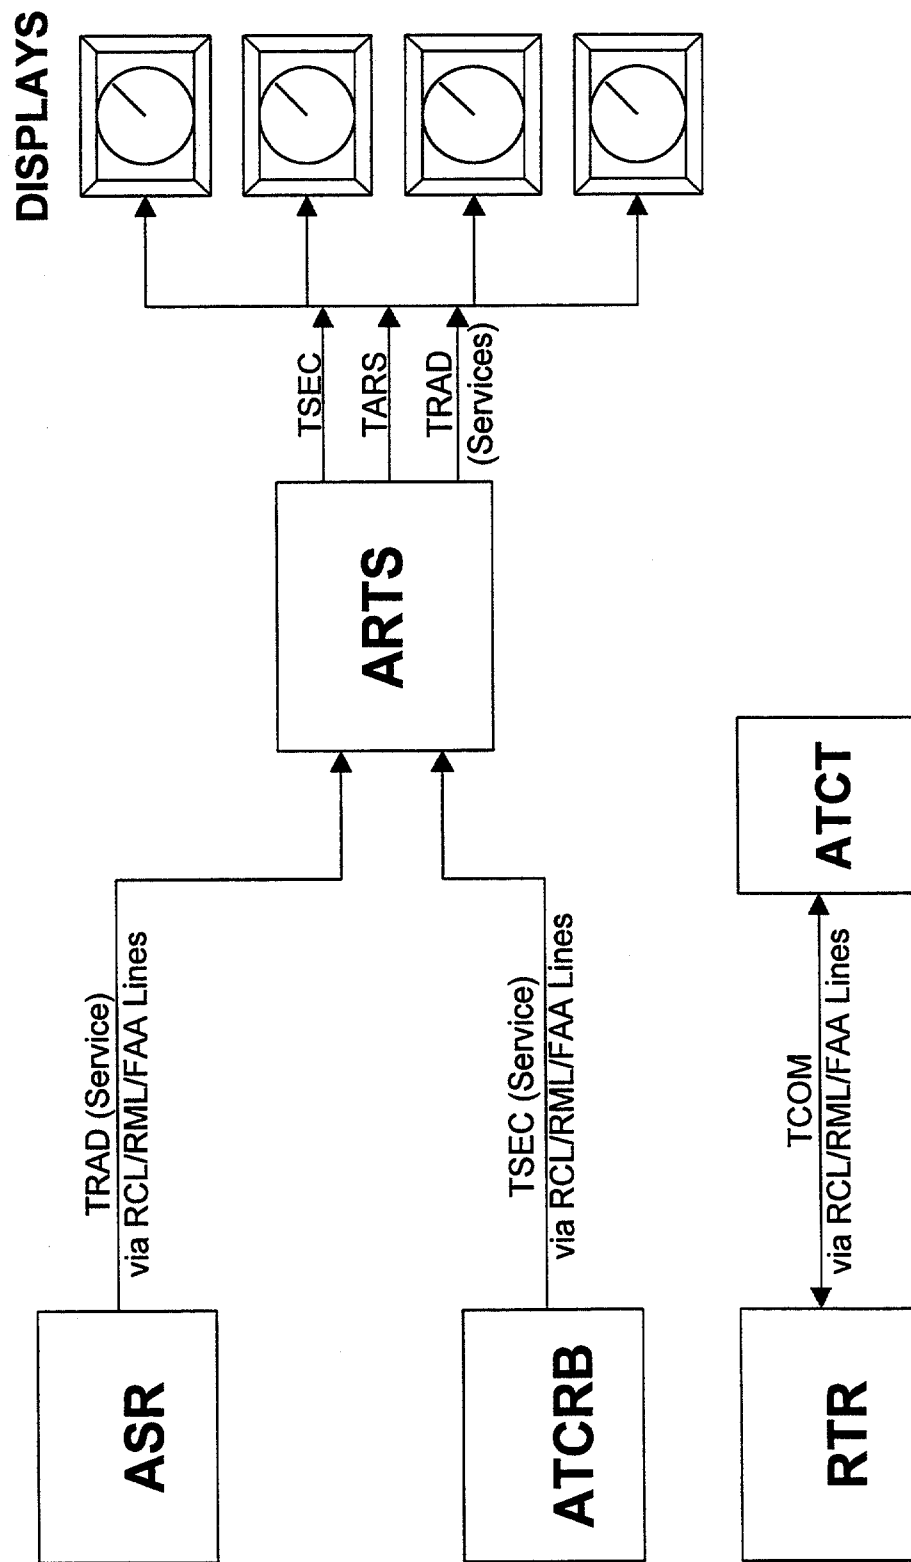 DISPLAYS
TSEC
TARS
TRAD
(Services)
ARTS
TRAD (Service)
via RCL/RML/FAA Lines
TSEC (Service)
via RCL/RML/FAA Lines
ASR
ATCRB
ATCT
TCOM
via RCL/RML/FAA Lines
RTR